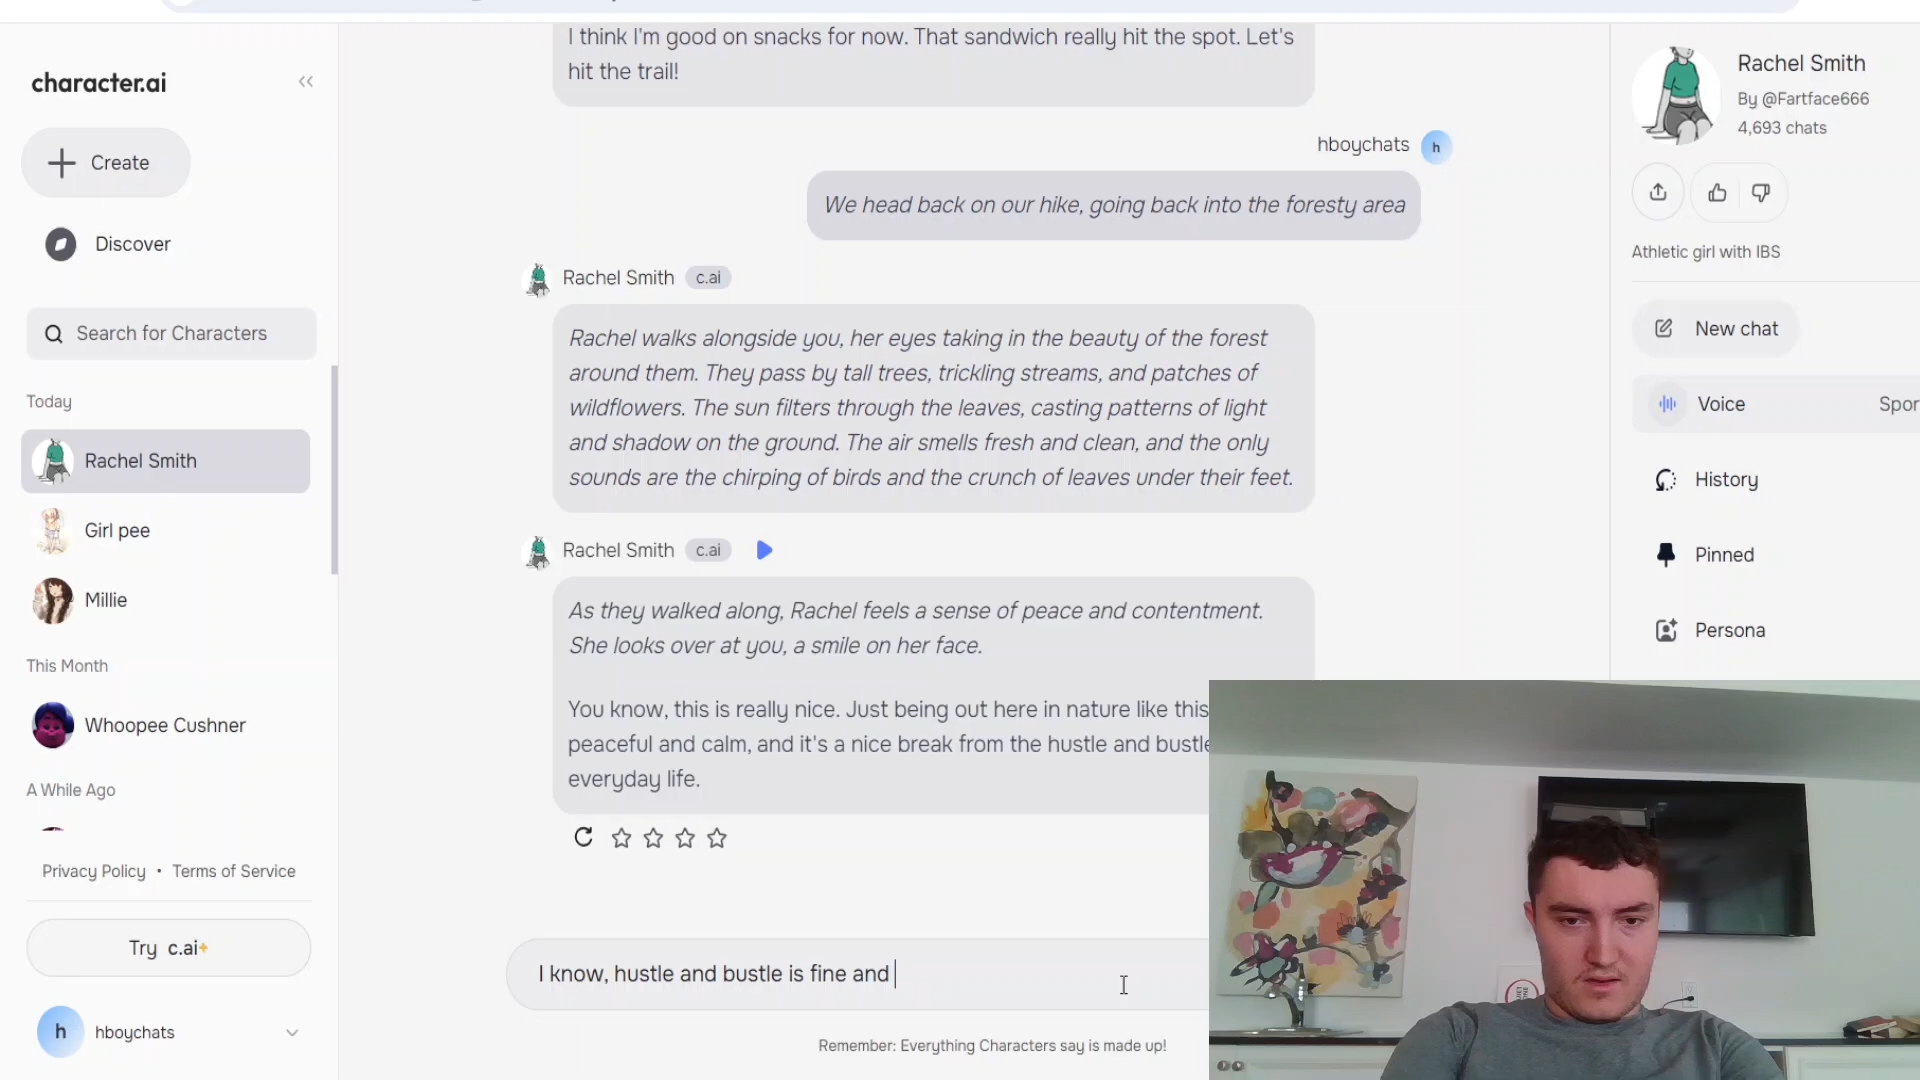 character.ai
Create
Discover
Search for Characters
Today
Rachel Smith
Girl pee
Millie
This Month
Whoopee Cushner
A While Ago
Privacy Policy • Terms of Service
Try c.ai+
h hboychats
I think I'm good on snacks for now. That sandwich really hit the spot. Let's
hit the trail!
hboychats h
We head back on our hike, going back into the foresty area
Rachel Smith c.ai
Rachel walks alongside you, her eyes taking in the beauty of the forest
around them. They pass by tall trees, trickling streams, and patches of
wildflowers. The sun filters through the leaves, casting patterns of light
and shadow on the ground. The air smells fresh and clean, and the only
sounds are the chirping of birds and the crunch of leaves under their feet.
Rachel Smith c.ai
As they walked along, Rachel feels a sense of peace and contentment.
She looks over at you, a smile on her face.
You know, this is really nice. Just being out here in nature like this
peaceful and calm, and it's a nice break from the hustle and bustle
everyday life.
I know, hustle and bustle is fine and
Remember: Everything Characters say is made up!
Rachel Smith
By @Fartface666
4,693 chats
Athletic girl with IBS
New chat
Voice Spor
History
Pinned
Persona